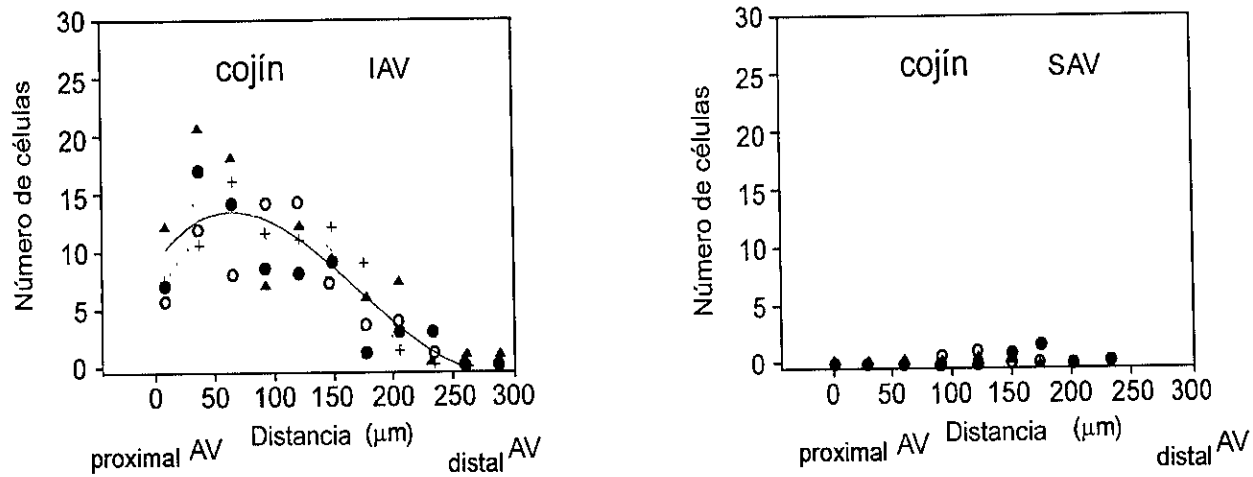 30
cojín IAV
25
20
15
10
5
0
Número de células
0 50 100 150 200 250 300
Distancia (µm)
proximal AV
distal AV
30
cojín SAV
25
20
15
10
5
0
Número de células
0 50 100 150 200 250 300
Distancia (µm)
proximal AV
distal AV